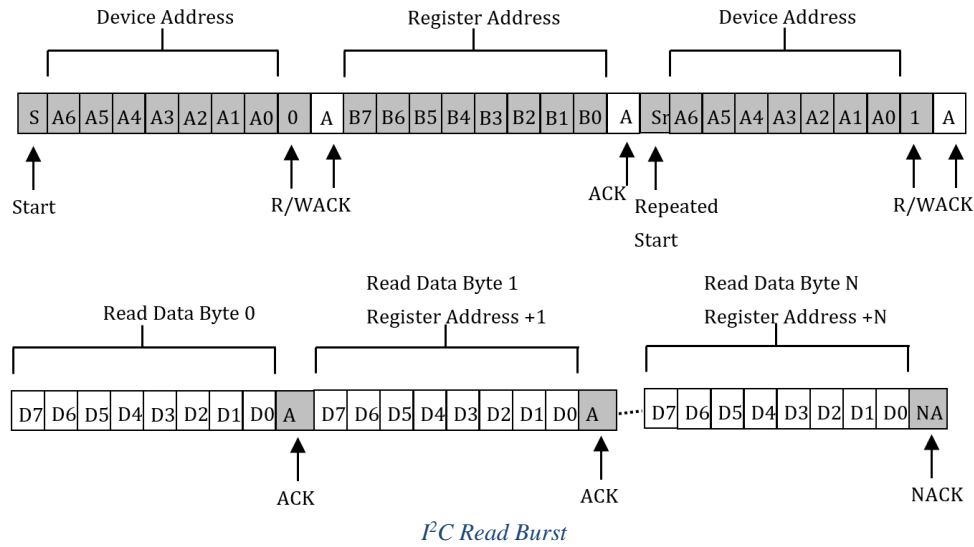 Device Address Register Address Device Address
S A6 A5 A4 A3 A2 A1 A0 0 A B7 B6 B5 B4 B3 B2 B1 B0 A Sr A6 A5 A4 A3 A2 A1 A0 1 A
Start R/W ACK ACK Repeated Start R/W ACK
Read Data Byte 0
Read Data Byte 1
Register Address +1
Read Data Byte N
Register Address +N
D7 D6 D5 D4 D3 D2 D1 D0 A D7 D6 D5 D4 D3 D2 D1 D0 A D7 D6 D5 D4 D3 D2 D1 D0 NA
ACK ACK NACK
I²C Read Burst